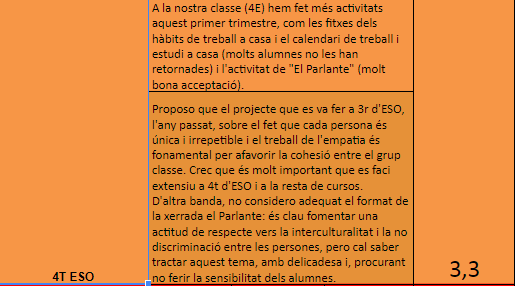 A la nostra classe (4E) hem fet més activitats
aquest primer trimestre, com les fitxes dels
hàbits de treball a casa i el calendari de treball i
estudi a casa (molts alumnes no les han
retornades) i l'activitat de "El Parlante" (molt
bona acceptació).
Proposo que el projecte que es va fer a 3r d'ESO,
l'any passat, sobre el fet que cada persona és
única i irrepetible i el treball de l'empatia és
fonamental per afavorir la cohesió entre el grup
classe. Crec que és molt important que es faci
extensiu a 4t d'ESO i a la resta de cursos.
D'altra banda, no considero adequat el format de
la xerrada el Parlante: és clau fomentar una
actitud de respecte vers la interculturalitat i la no
discriminació entre les persones, pero cal saber
tractar aquest tema, amb delicadesa i, procurant
no ferir la sensibilitat dels alumnes.
4T ESO
3,3